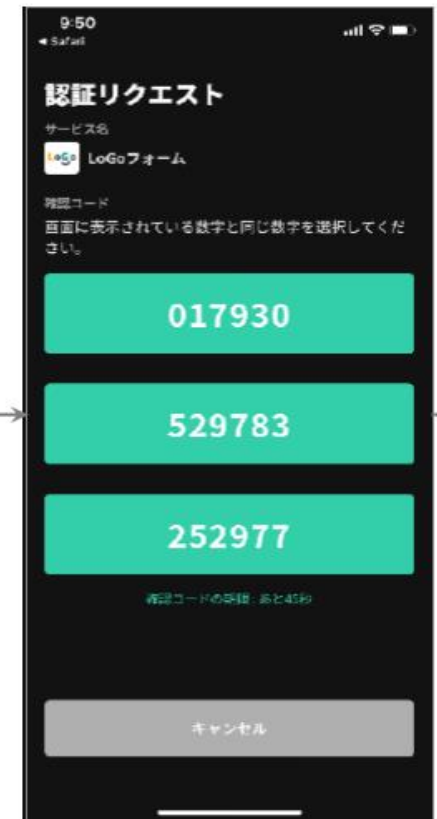 9:50
◀ Safari
認証リクエスト
サービス名
LoGo LoGoフォーム
確認コード
画面に表示されている数字と同じ数字を選択してくだ
さい。
017930
529783
252977
確認コードの期限: あと45秒
キャンセル